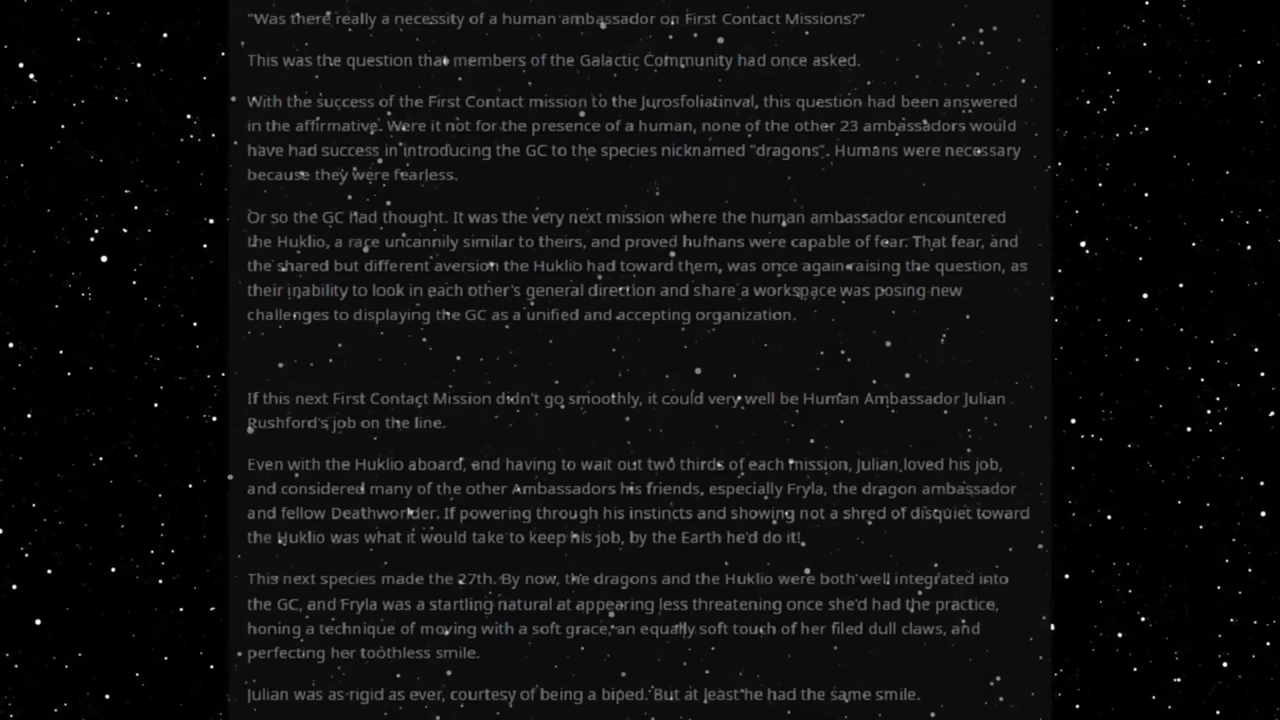 "Was there really a necessity of a human ambassador on First Contact Missions?"
This was the question that members of the Galactic Community had once asked.
With the success of the First Contact mission to the Jurosfoliatinval, this question had been answered
in the affirmative. Were it not for the presence of a human, none of the other 23 ambassadors would
have had success in introducing the GC to the species nicknamed "dragons". Humans were necessary
because they were fearless.
Or so the GC had thought. It was the very next mission where the human ambassador encountered
the Huklio, a race uncannily similar to theirs, and proved humans were capable of fear. That fear, and
the shared but different aversion the Huklio had toward them, was once again raising the question, as
their inability to look in each other's general direction and share a workspace was posing new
challenges to displaying the GC as a unified and accepting organization.
If this next First Contact Mission didn't go smoothly, it could very well be Human Ambassador Julian
Rushford's job on the line.
Even with the Huklio aboard, and having to wait out two thirds of each mission, Julian loved his job,
and considered many of the other Ambassadors his friends, especially Fryla, the dragon ambassador
and fellow Deathworlder. If powering through his instincts and showing not a shred of disquiet toward
the Huklio was what it would take to keep his job, by the Earth he'd do it!
This next species made the 27th. By now, the dragons and the Huklio were both well integrated into
the GC, and Fryla was a startling natural at appearing less threatening once she'd had the practice,
honing a technique of moving with a soft grace, an equally soft touch of her filed dull claws, and
perfecting her toothless smile.
Julian was as rigid as ever, courtesy of being a biped. But at least he had the same smile.